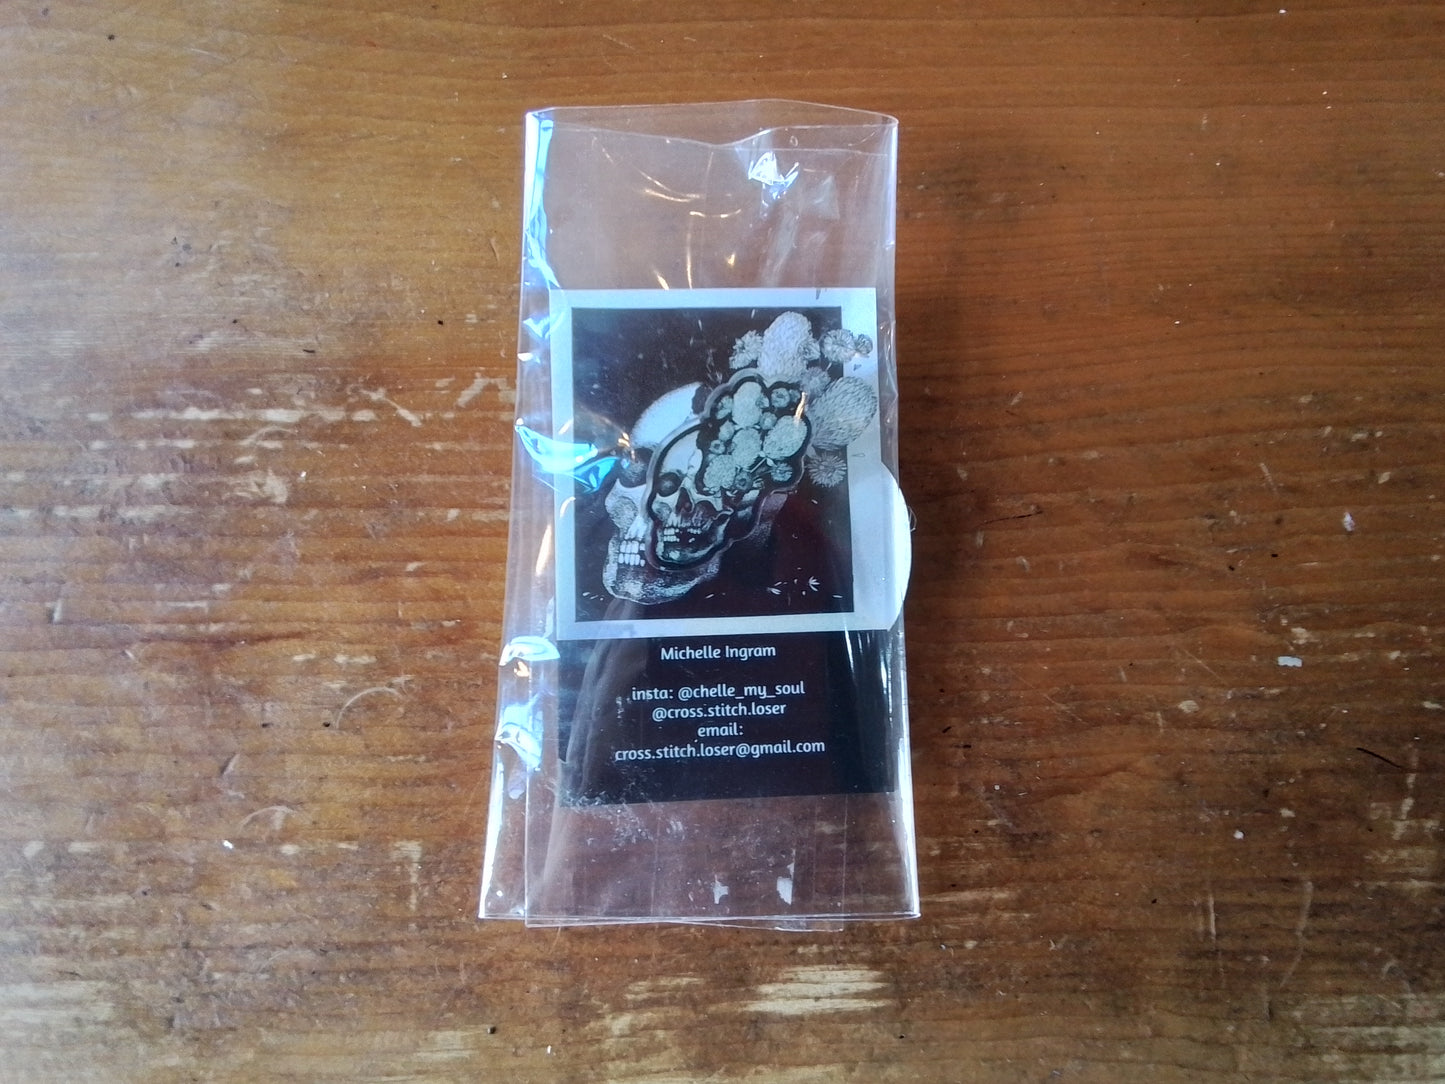 Michelle Ingram
insta: @chelle_my_soul
@cross.stitch.loser
email:
cross.stitch.loser@gmail.com